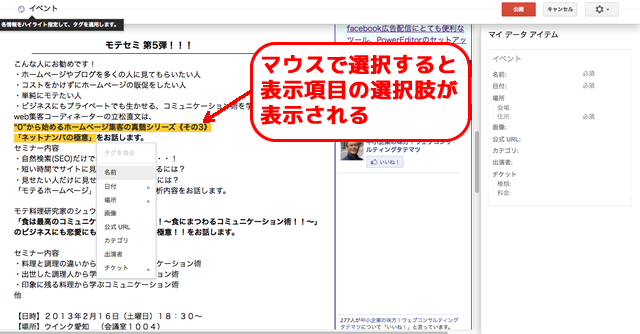 イベント
公開
キャンセル
各情報をハイライト指定して、タグを適用します。
モテセミ 第5弾！！！
こんな人にお勧めです！
・ホームページやブログを多くの人に見てもらいたい人
・コストをかけずにホームページの販促をしたい人
・単純にモテたい人
・ビジネスにもプライベートでも生かせる、コミュニケーション術を学
web集客コーディネーターの立松直文は、
"0"から始めるホームページ集客の真髄シリーズ《その3》
「ネットナンパの極意」をお話します。
セミナー内容
・自然検索(SEO)だけで
・・！
・短い時間でサイトに見
るには？
・見せたい人だけに見せ
には？
「モテるホームページ」
析内容をお話します。
モテ料理研究家のシュウ
「食は最高のコミュニケ
！～食にまつわるコミュニケーション術！！～」
のビジネスにも恋愛にも
極意！！をお話します。
セミナー内容
・料理と調理の違いから
ケーション術
・出世した調理人から学
ニケーション術
・印象に残る料理から学
ケーション術
他
【日時】２０１３年２月１６日（土曜日）１８：３０～
【場所】ウインク愛知　（会議室１００４）
タグを適用
名前
日付
場所
画像
公式 URL
カテゴリ
出演者
チケット
facebook広告配信にとても便利な
ツール、PowerEditorのセットアッ
マウスで選択すると
表示項目の選択肢が
表示される
中小企業の味方！ウェブコンサ
ルティングタテマツ
いいね！
277人が中小企業の味方！ウェブコンサルティング
タテマツについて「いいね！」と言っています。
マイ データ アイテム
イベント
名前: 必須
日付: 必須
場所
会場:
住所: 必須
画像:
公式 URL:
カテゴリ:
出演者:
チケット
種類:
料金: